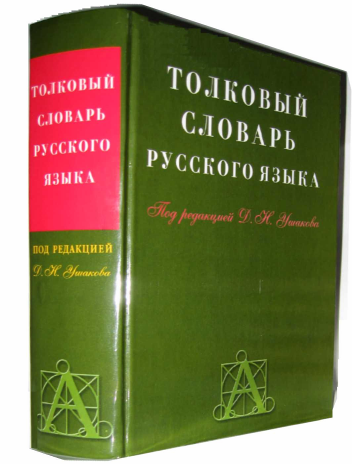 ТОЛКОВЫЙ
СЛОВАРЬ
РУССКОГО
ЯЗЫКА
ПОД РЕДАКЦИЕЙ
Д. Н. Ушакова
А
ТОЛКОВЫЙ
СЛОВАРЬ
РУССКОГО ЯЗЫКА
Под редакцией Д. Н. Ушакова
А